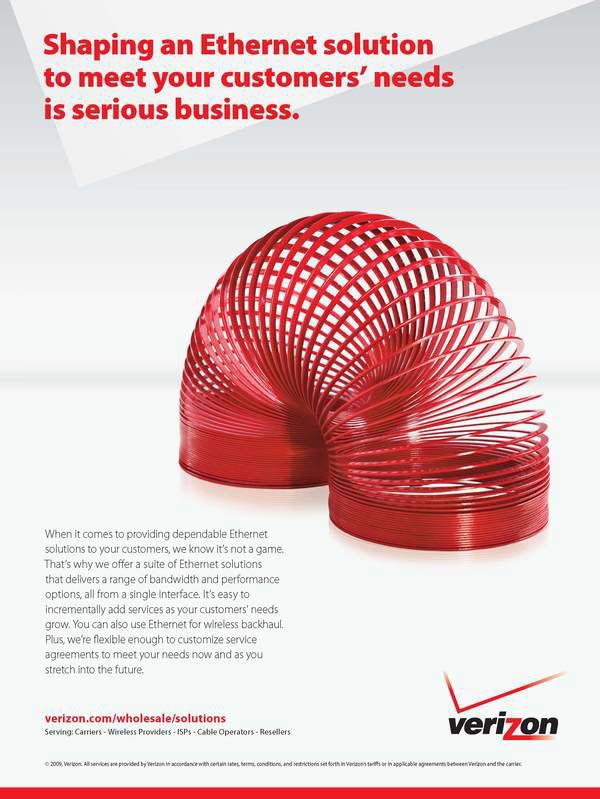 Shaping an Ethernet solution
to meet your customers’ needs
is serious business.
When it comes to providing dependable Ethernet
solutions to your customers, we know it’s not a game.
That’s why we offer a suite of Ethernet solutions
that delivers a range of bandwidth and performance
options, all from a single interface. It’s easy to
incrementally add services as your customers’ needs
grow. You can also use Ethernet for wireless backhaul.
Plus, we’re flexible enough to customize service
agreements to meet your needs now and as you
stretch into the future.
verizon.com/wholesale/solutions
Serving: Carriers - Wireless Providers - ISPs - Cable Operators - Resellers
verizon
© 2009, Verizon. All services are provided by Verizon in accordance with certain rates, terms, conditions, and restrictions set forth in Verizon’s tariffs or in applicable agreements between Verizon and the carrier.